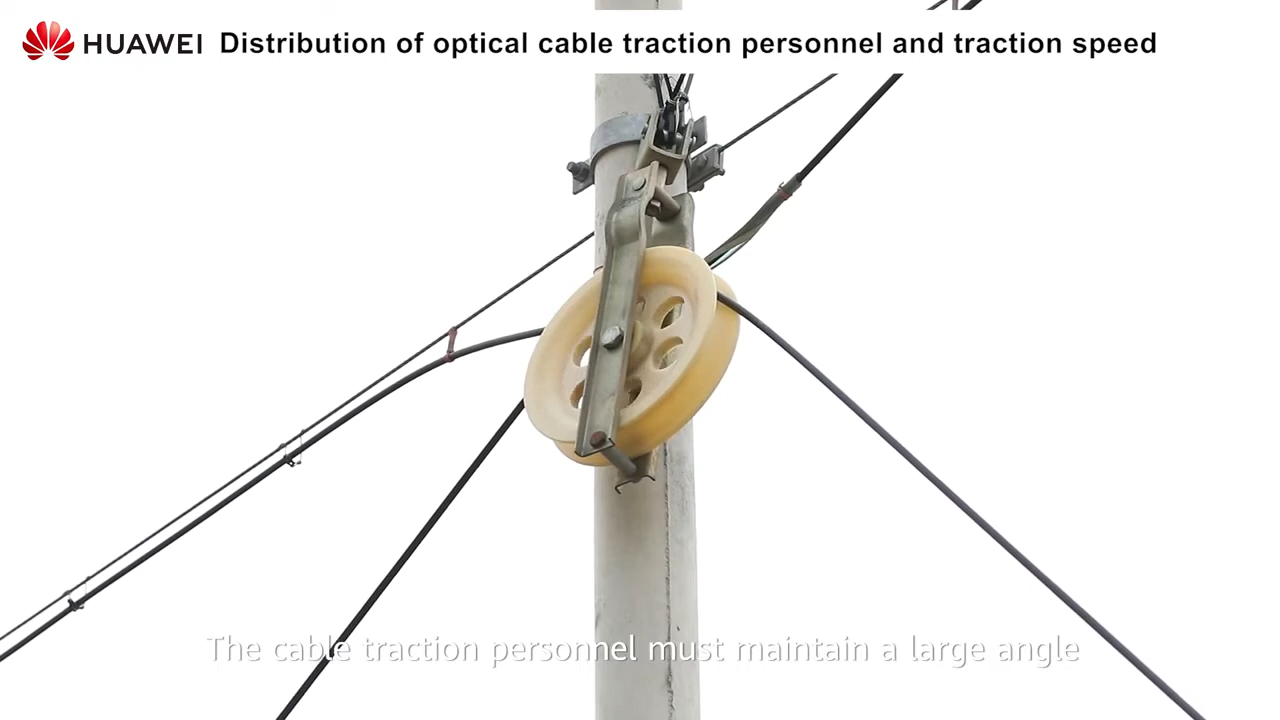 HUAWEI Distribution of optical cable traction personnel and traction speed
The cable traction personnel must maintain a large angle